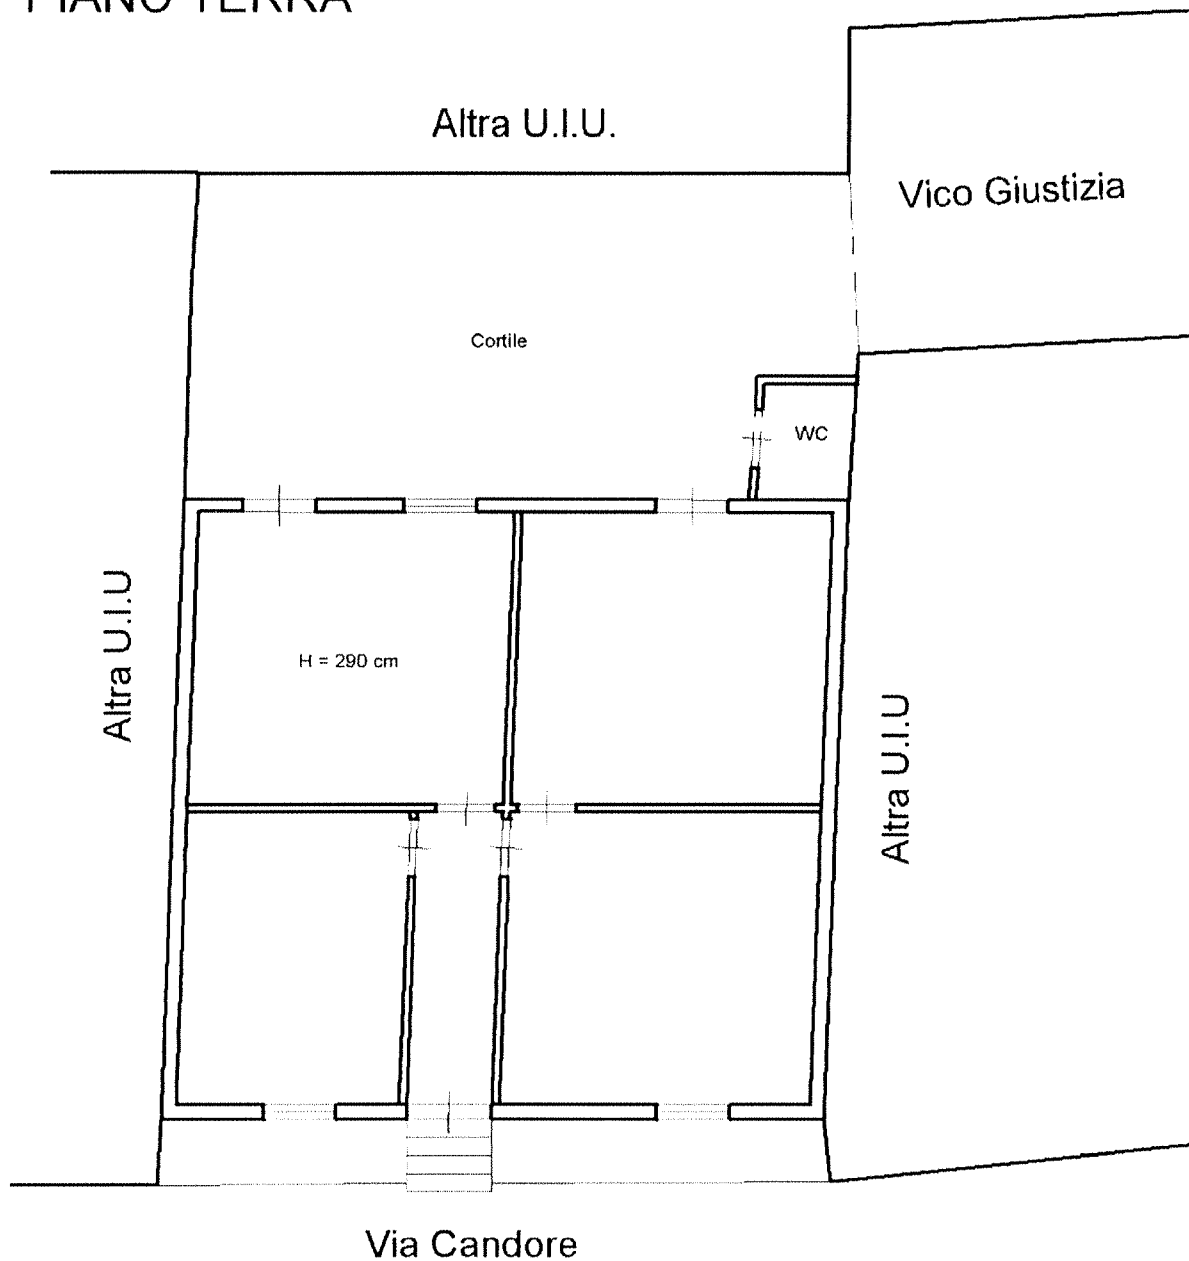 PIANO TERRA
Altra U.I.U.
Vico Giustizia
Cortile
WC
Altra U.I.U
H = 290 cm
Altra U.I.U
Via Candore